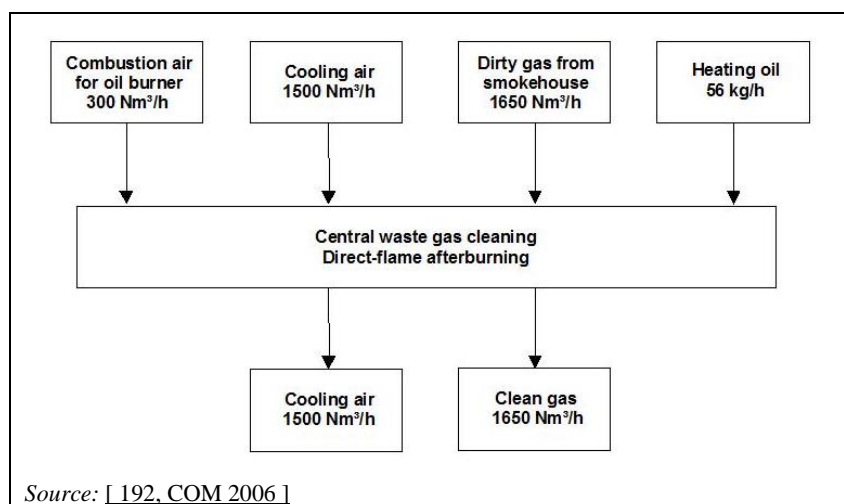 Combustion air
for oil burner
300 Nm³/h
Cooling air
1500 Nm³/h
Dirty gas from
smokehouse
1650 Nm³/h
Heating oil
56 kg/h
Central waste gas cleaning
Direct-flame afterburning
Cooling air
1500 Nm³/h
Clean gas
1650 Nm³/h
Source: [ 192, COM 2006 ]